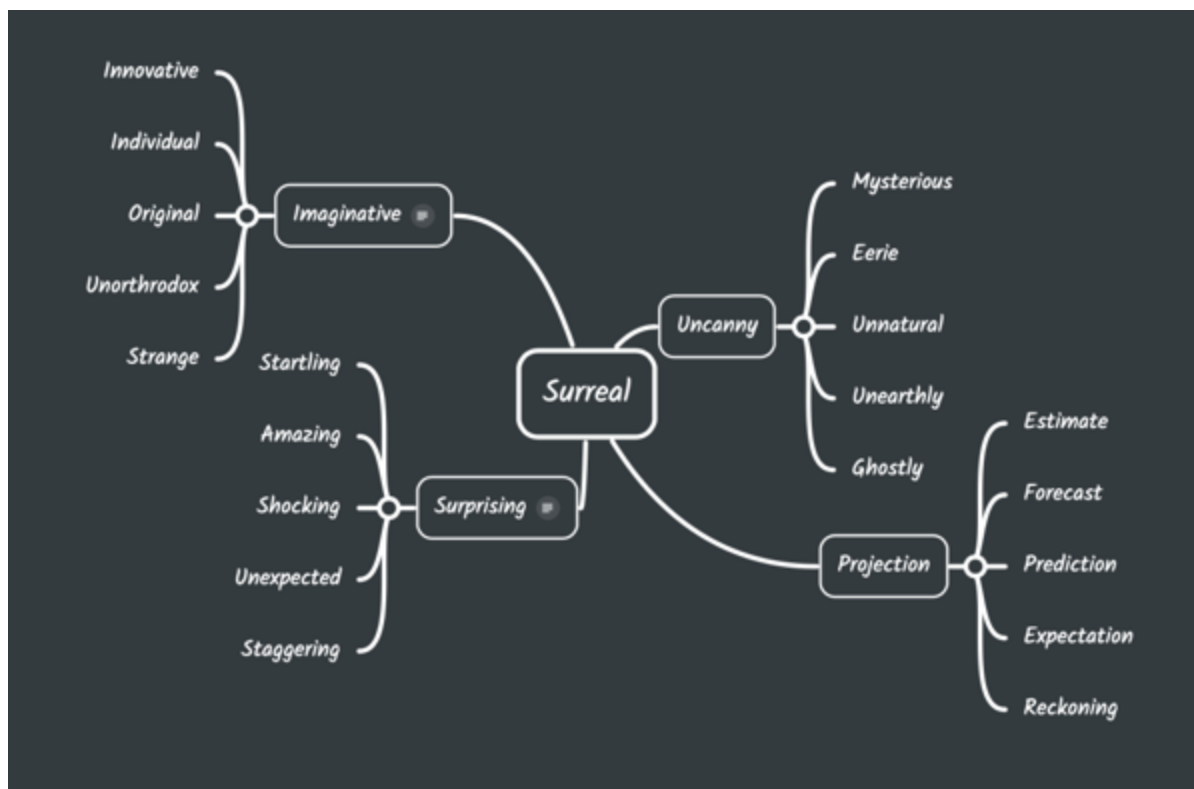 Surreal
Imaginative
Innovative
Individual
Original
Unorthrodox
Strange
Surprising
Startling
Amazing
Shocking
Unexpected
Staggering
Uncanny
Mysterious
Eerie
Unnatural
Unearthly
Ghostly
Projection
Estimate
Forecast
Prediction
Expectation
Reckoning